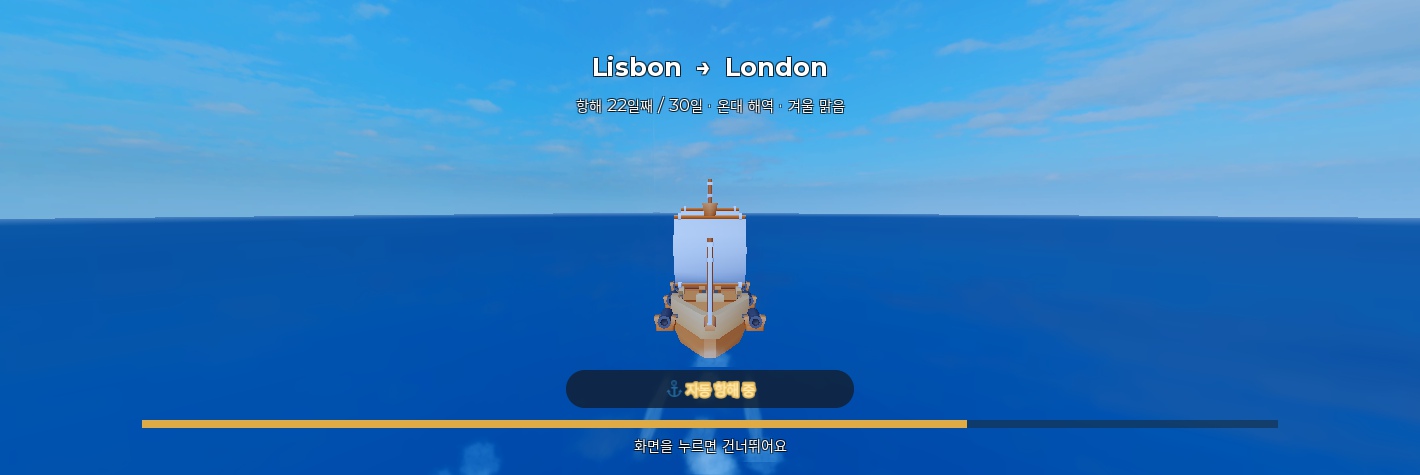 Lisbon → London
항해 22일째 / 30일 · 온대 해역 · 겨울 맑음
⚓ 자동 항해 중
화면을 누르면 건너뛰어요